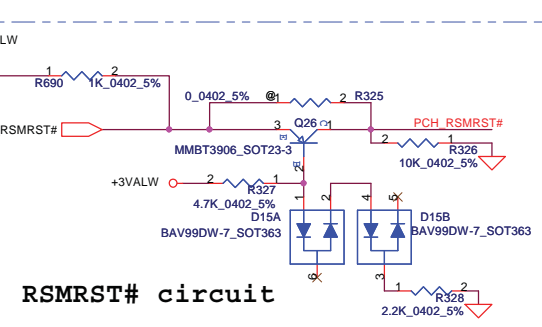 LW
1 2
R690 1K_0402_5%
0_0402_5% @ 1 2 R325
RSMRST# 3 Q26 C 1 PCH_RSMRST#
E
MMBT3906_SOT23-3
2 1
R326
10K_0402_5%
B 2
+3VALW 2 1
R327
4.7K_0402_5%
1 2 4 5
D15A D15B
BAV99DW-7_SOT363 BAV99DW-7_SOT363
6 3
1 2
R328
2.2K_0402_5%
RSMRST# circuit